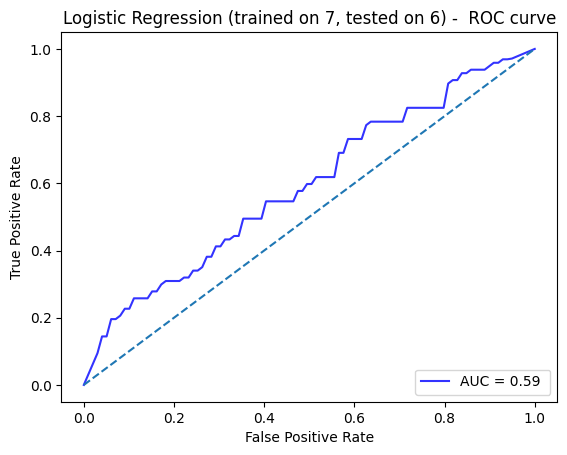 Logistic Regression (trained on 7, tested on 6) -  ROC curve
True Positive Rate
1.0
0.8
0.6
0.4
0.2
0.0
AUC = 0.59
0.0 0.2 0.4 0.6 0.8 1.0
False Positive Rate